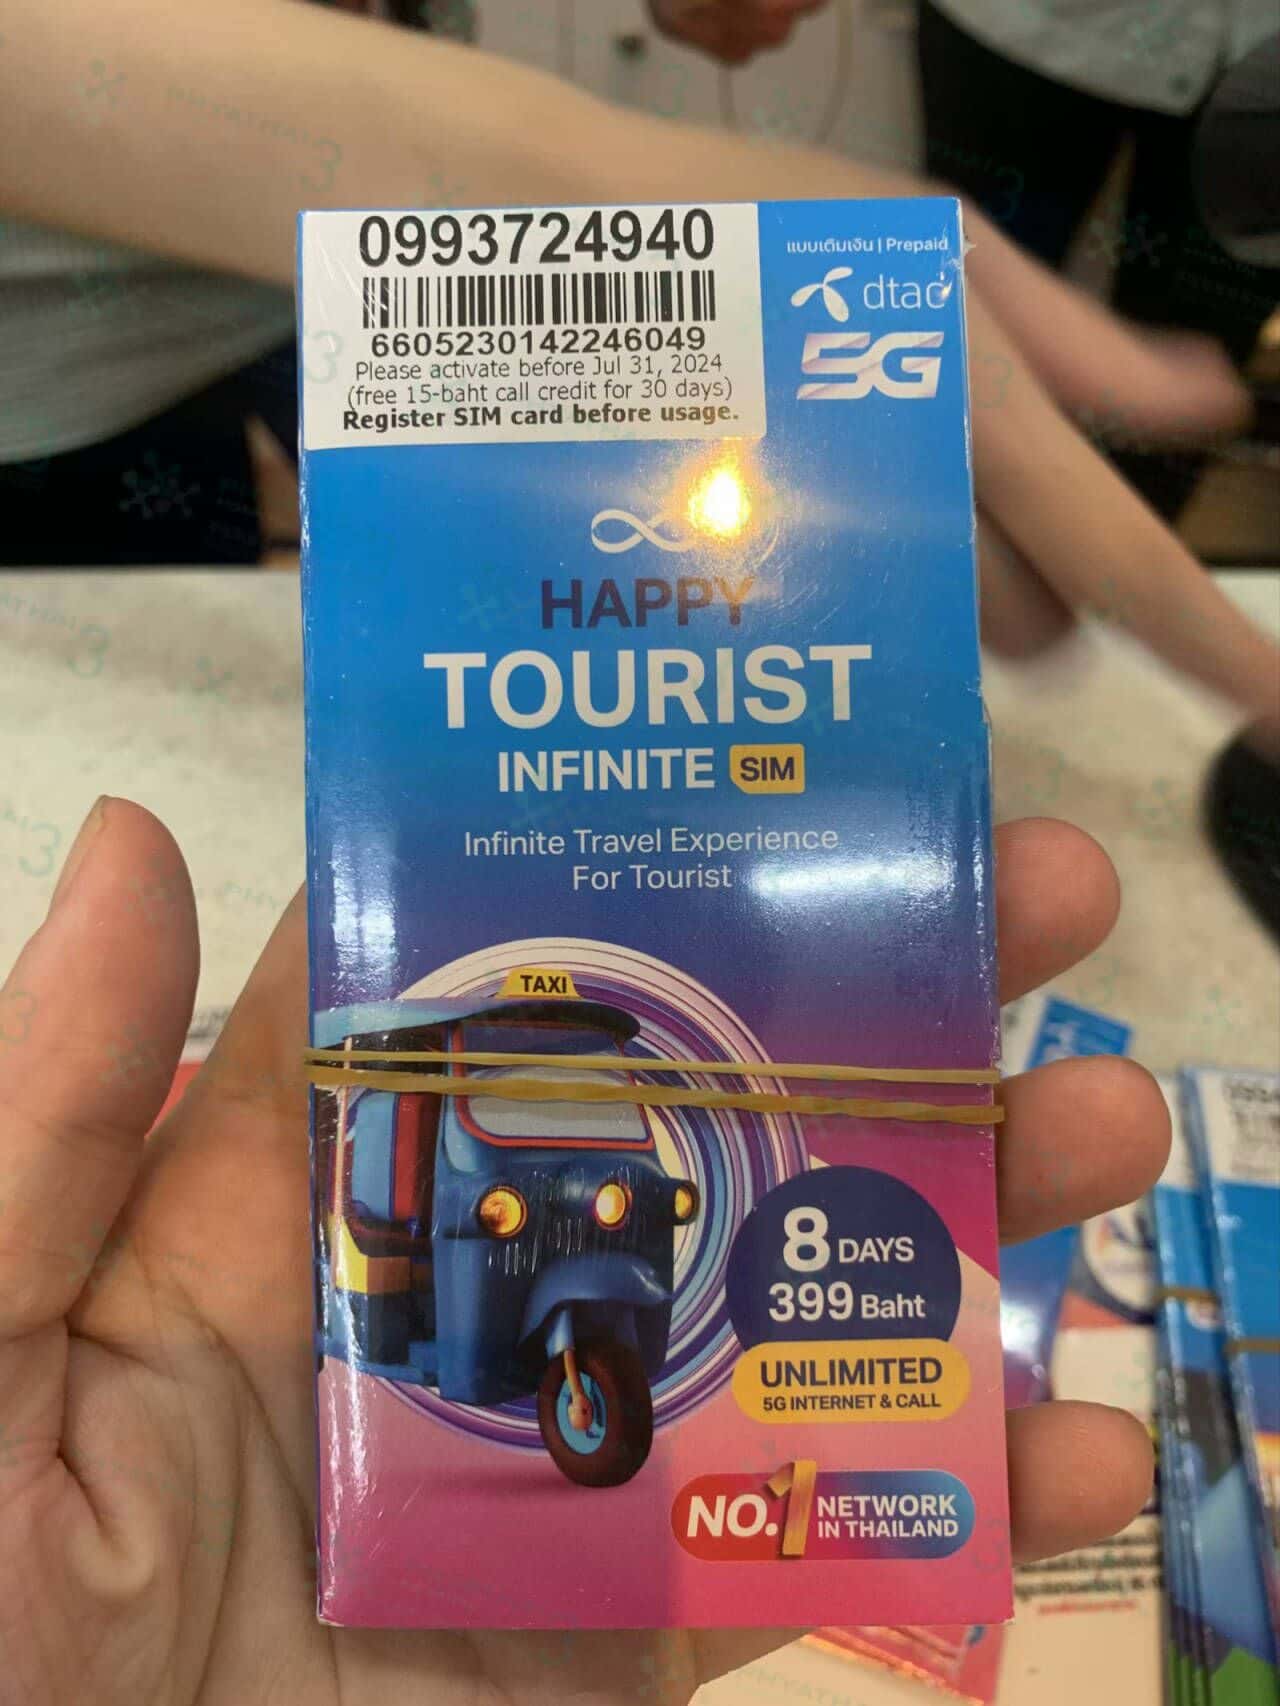 0993724940
6605230142246049
Please activate before Jul 31, 2024
(free 15-baht call credit for 30 days)
Register SIM card before usage.
แบบเติมเงิน | Prepaid
dtac
5G
HAPPY
TOURIST
INFINITE SIM
Infinite Travel Experience
For Tourist
TAXI
8 DAYS
399 Baht
UNLIMITED
5G INTERNET & CALL
NO.1 NETWORK
IN THAILAND
PHYATHAI 3